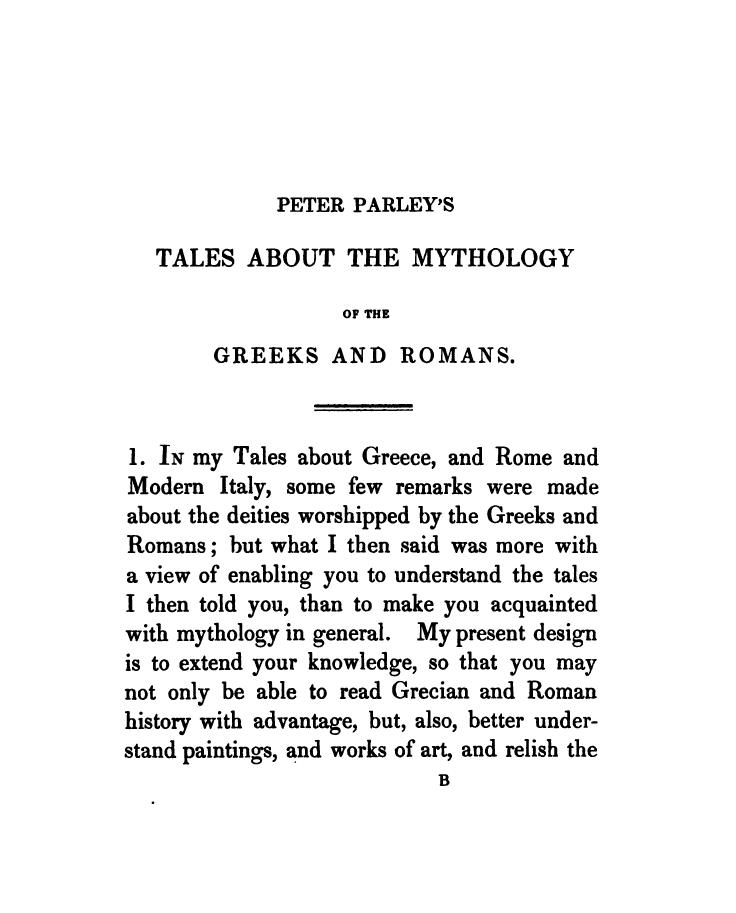 PETER PARLEY'S
TALES ABOUT THE MYTHOLOGY
OF THE
GREEKS AND ROMANS.
1. IN my Tales about Greece, and Rome and
Modern Italy, some few remarks were made
about the deities worshipped by the Greeks and
Romans; but what I then said was more with
a view of enabling you to understand the tales
I then told you, than to make you acquainted
with mythology in general. My present design
is to extend your knowledge, so that you may
not only be able to read Grecian and Roman
history with advantage, but, also, better under-
stand paintings, and works of art, and relish the
B